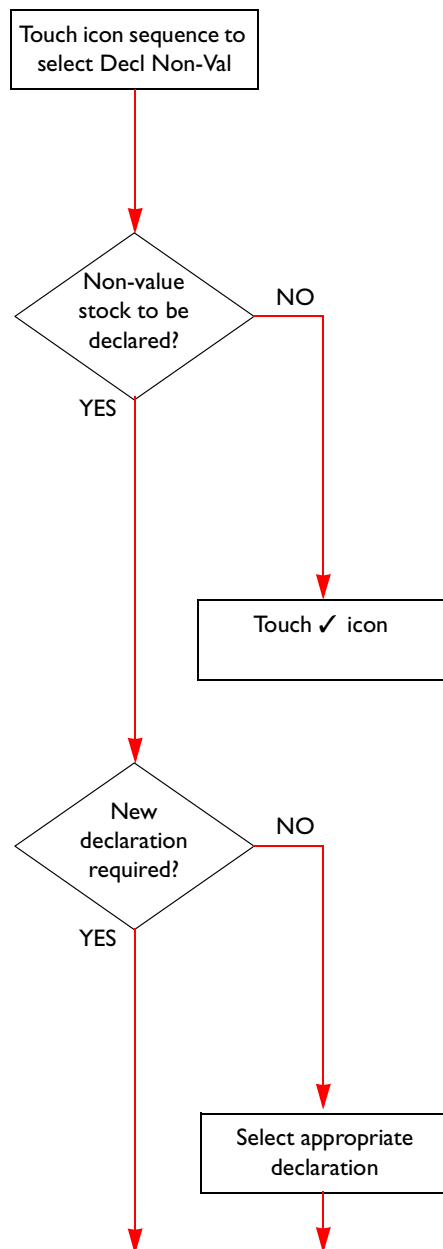 Touch icon sequence to
select Decl Non-Val
Non-value
stock to be
declared?
NO
YES
Touch ✓ icon
New
declaration
required?
NO
YES
Select appropriate
declaration